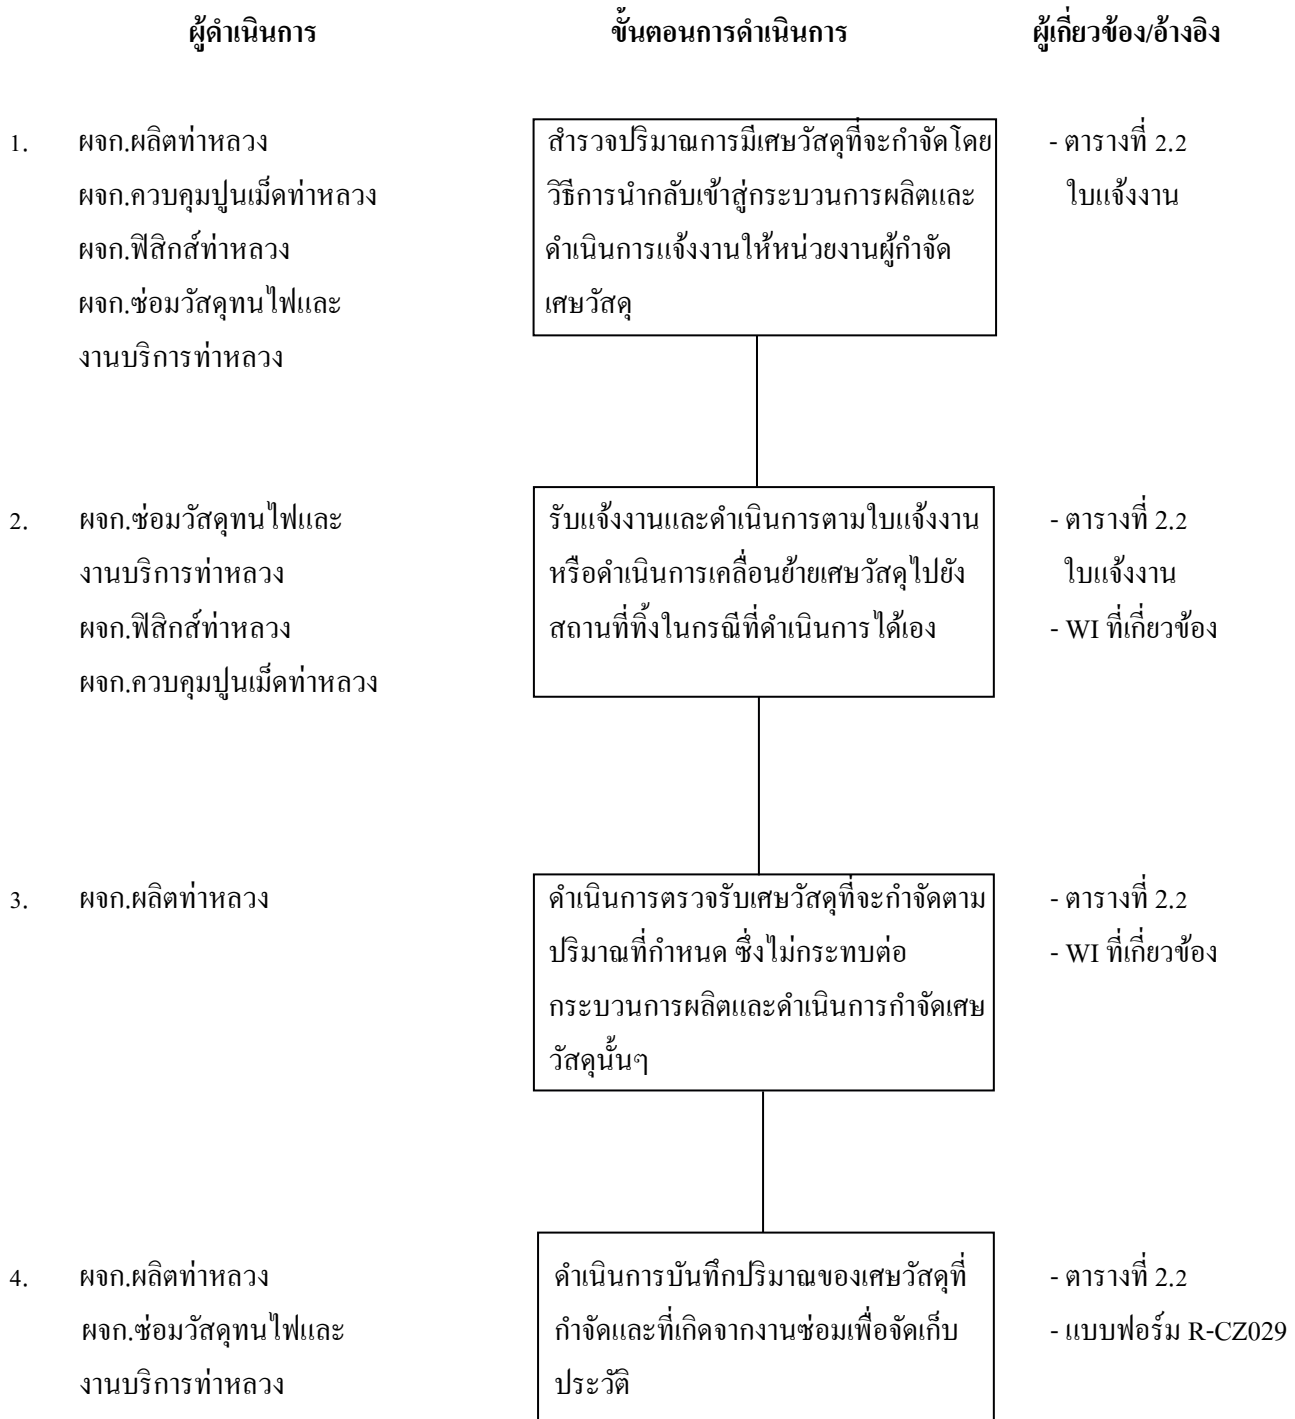 ผู้ดำเนินการ ขั้นตอนการดำเนินการ ผู้เกี่ยวข้อง/อ้างอิง
1. ผจก.ผลิตท่าหลวง สำรวจปริมาณการมีเศษวัสดุที่จะกำจัดโดย - ตารางที่ 2.2
ผจก.ควบคุมปูนเม็ดท่าหลวง วิธีการนำกลับเข้าสู่กระบวนการผลิตและ ใบแจ้งงาน
ผจก.ฟิสิกส์ท่าหลวง ดำเนินการแจ้งงานให้หน่วยงานผู้กำจัด
ผจก.ซ่อมวัสดุทนไฟและ เศษวัสดุ
งานบริการท่าหลวง
2. ผจก.ซ่อมวัสดุทนไฟและ รับแจ้งงานและดำเนินการตามใบแจ้งงาน - ตารางที่ 2.2
งานบริการท่าหลวง หรือดำเนินการเคลื่อนย้ายเศษวัสดุไปยัง ใบแจ้งงาน
ผจก.ฟิสิกส์ท่าหลวง สถานที่ทิ้งในกรณีที่ดำเนินการได้เอง - WI ที่เกี่ยวข้อง
ผจก.ควบคุมปูนเม็ดท่าหลวง
3. ผจก.ผลิตท่าหลวง ดำเนินการตรวจรับเศษวัสดุที่จะกำจัดตาม - ตารางที่ 2.2
ปริมาณที่กำหนด ซึ่งไม่กระทบต่อ - WI ที่เกี่ยวข้อง
กระบวนการผลิตและดำเนินการกำจัดเศษ
วัสดุนั้นๆ
4. ผจก.ผลิตท่าหลวง ดำเนินการบันทึกปริมาณของเศษวัสดุที่ - ตารางที่ 2.2
ผจก.ซ่อมวัสดุทนไฟและ กำจัดและที่เกิดจากงานซ่อมเพื่อจัดเก็บ - แบบฟอร์ม R-CZ029
งานบริการท่าหลวง ประวัติ